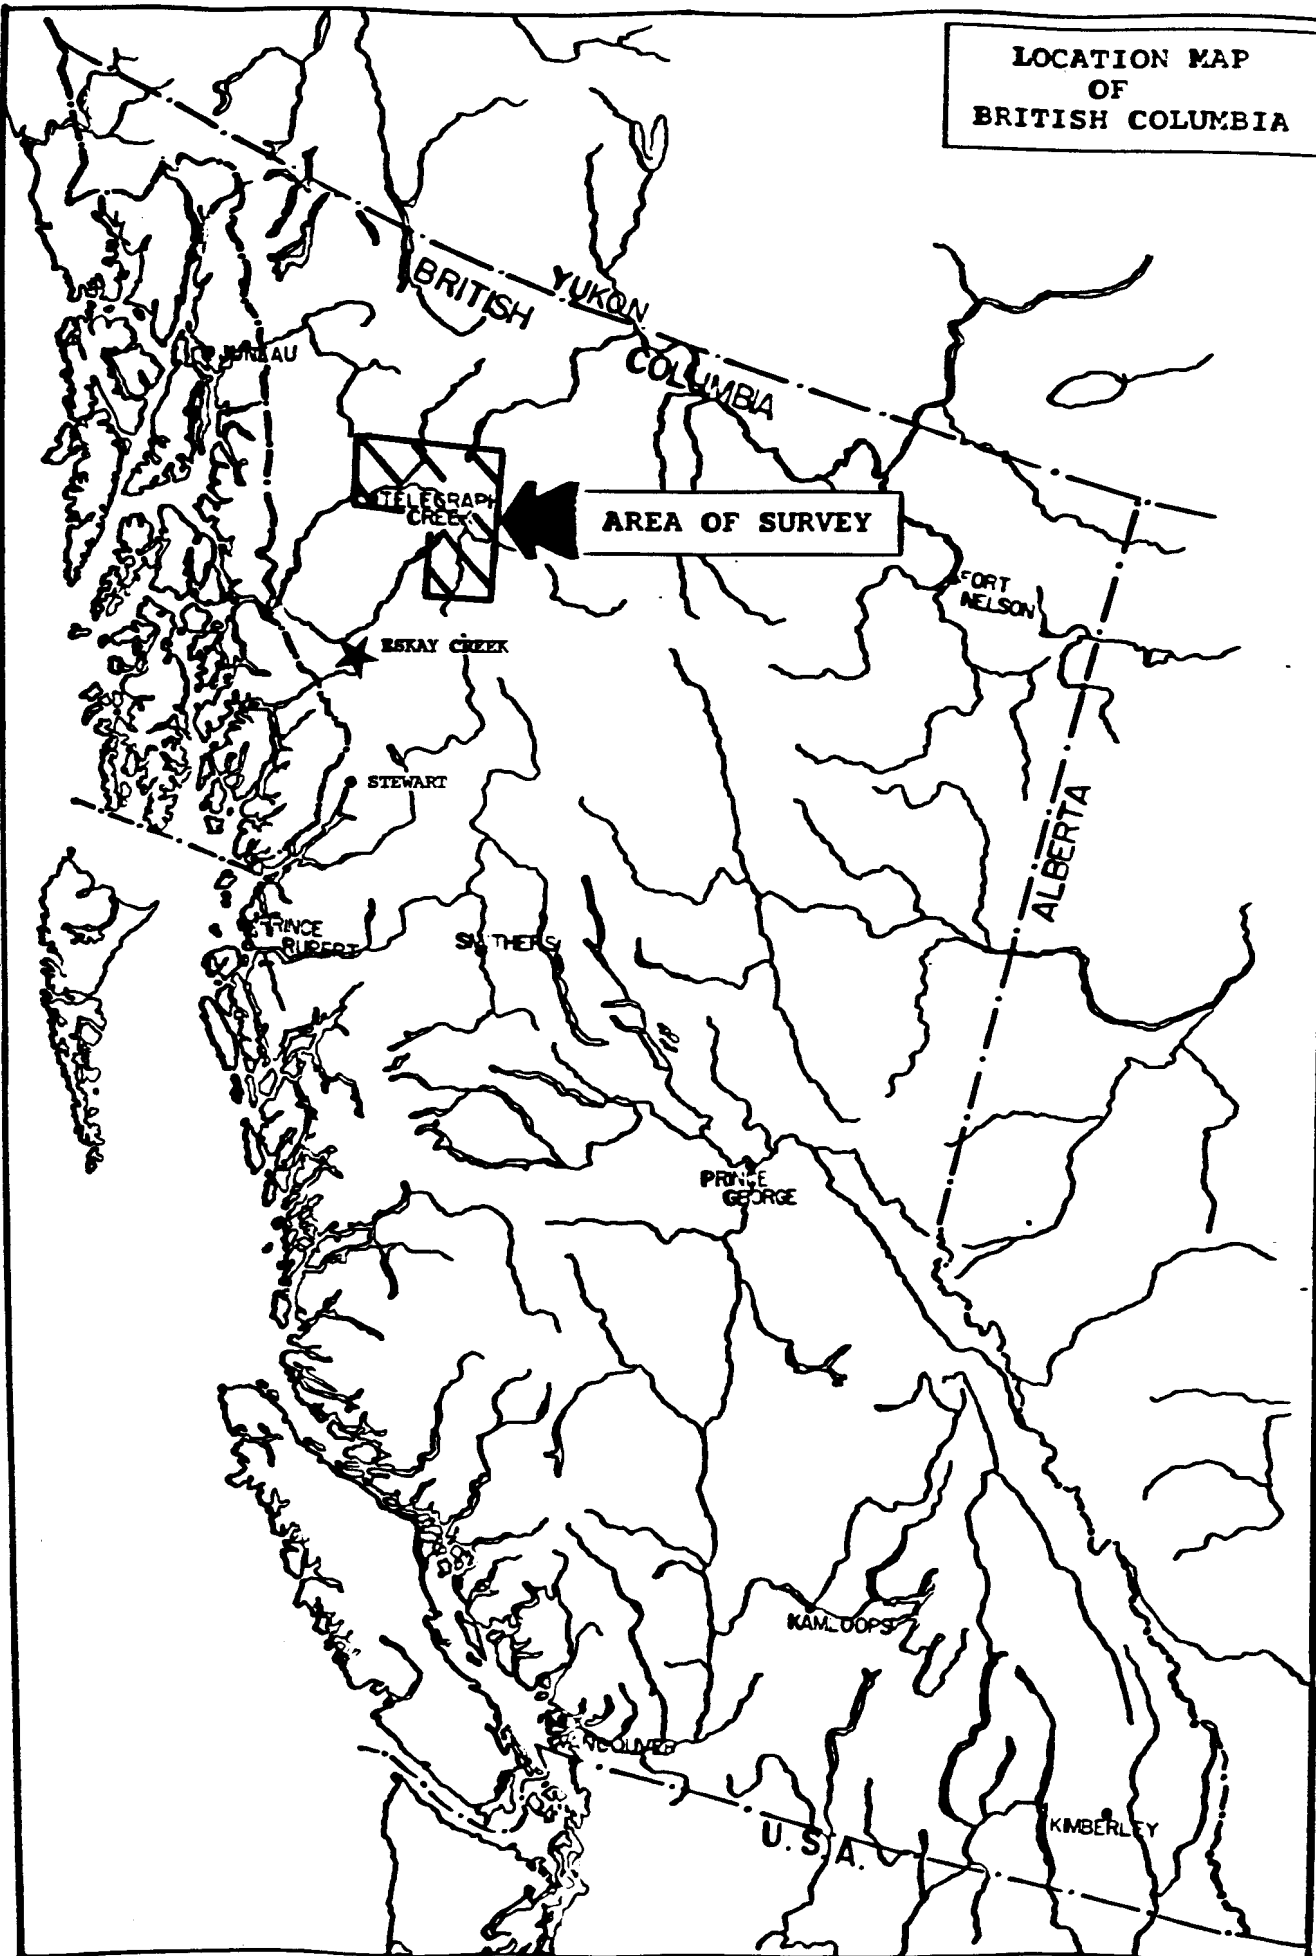 LOCATION MAP
OF
BRITISH COLUMBIA
YUKON
BRITISH
COLUMBIA
JUNEAU
TELEGRAPH
CREEK
AREA OF SURVEY
FORT
NELSON
ESKAY CREEK
STEWART
ALBERTA
PRINCE
RUPERT
SMITHERS
PRINCE
GEORGE
KAMLOOPS
VANCOUVER
KIMBERLEY
U.S.A.